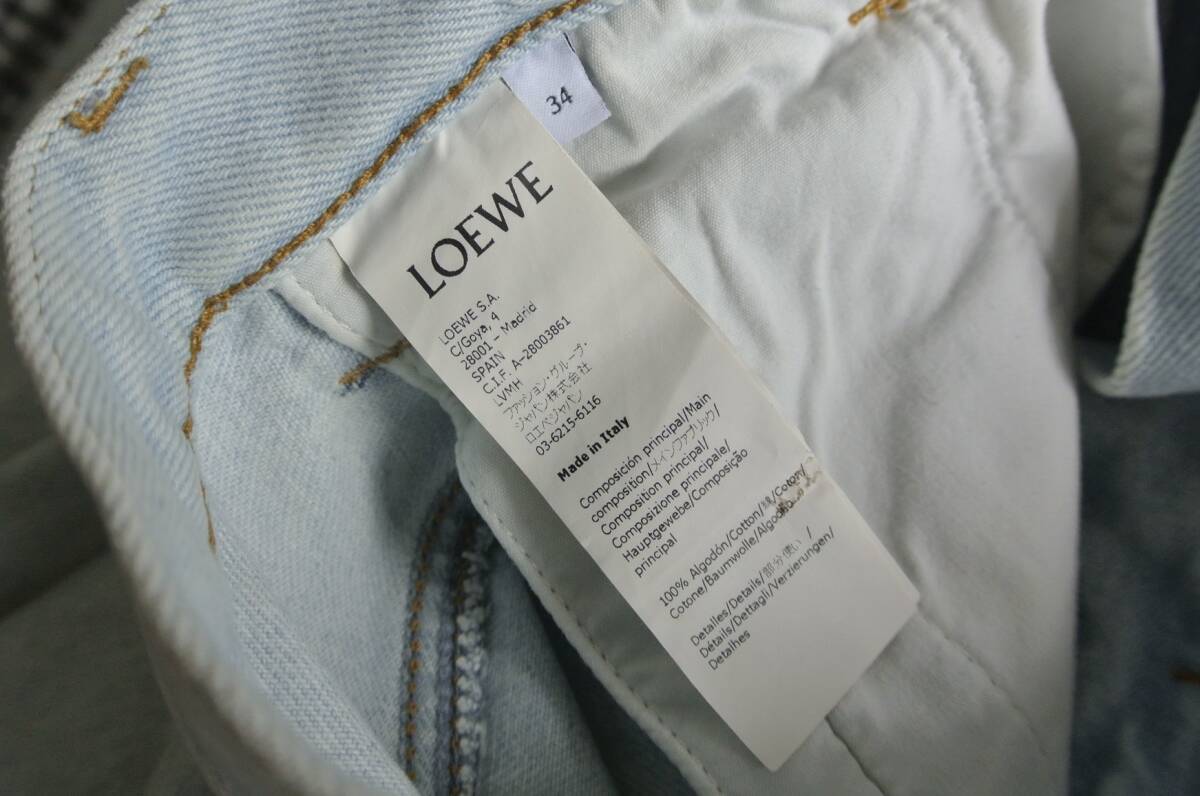 34
LOEWE
LOEWE S.A.
C/Goya, 4
28001 - Madrid
SPAIN
C.I.F. A-28003861
LVMH
ファッション・グループ・
ジャパン株式会社
ロエベジャパン
03-6215-6116
Made in Italy
Composición principal/Main
composition/メインファブリック/
Composition principal/
Composizione principale/
Hauptgewebe/Composição
principal
100% Algodón/Cotton/綿/Coton/
Cotone/Baumwolle/Algodão
Detalles/Details/部分使い/
Détails/Dettagli/Verzierungen/
Detalhes